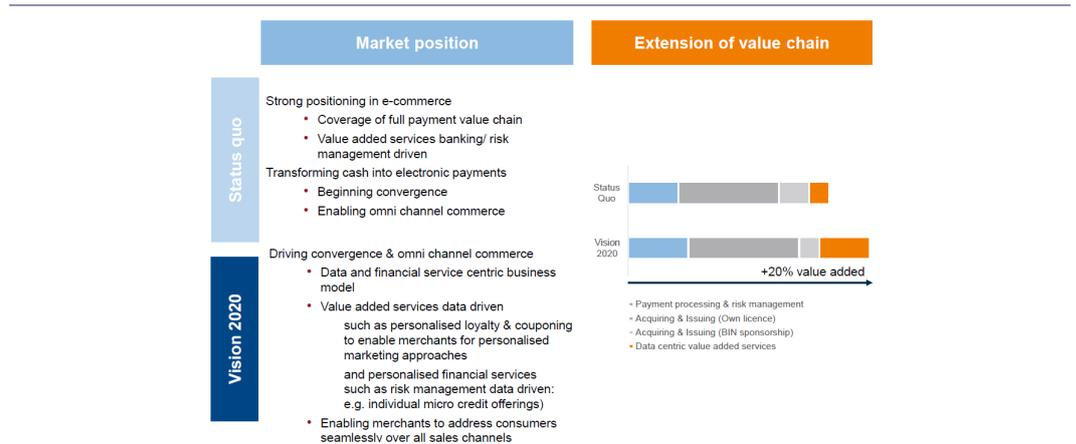 Market position
Extension of value chain
Status quo
Strong positioning in e-commerce
• Coverage of full payment value chain
• Value added services banking/ risk
management driven
Transforming cash into electronic payments
• Beginning convergence
• Enabling omni channel commerce
Vision 2020
Driving convergence & omni channel commerce
• Data and financial service centric business
model
• Value added services data driven
such as personalised loyalty & couponing
to enable merchants for personalised
marketing approaches
and personalised financial services
such as risk management data driven:
e.g. individual micro credit offerings)
• Enabling merchants to address consumers
seamlessly over all sales channels
Status
Quo
Vision
2020
+20% value added
Payment processing & risk management
Acquiring & Issuing (Own licence)
Acquiring & Issuing (BIN sponsorship)
Data centric value added services